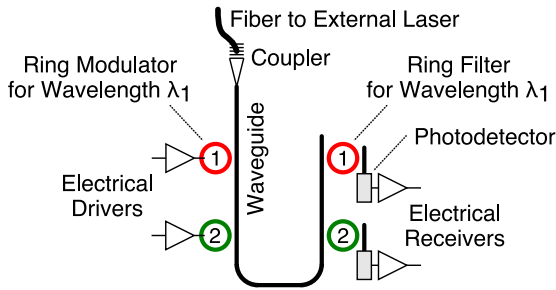 Fiber to External Laser
Coupler
Ring Modulator
for Wavelength λ1
Ring Filter
for Wavelength λ1
Waveguide
Photodetector
1
1
Electrical
Drivers
2
2
Electrical
Receivers